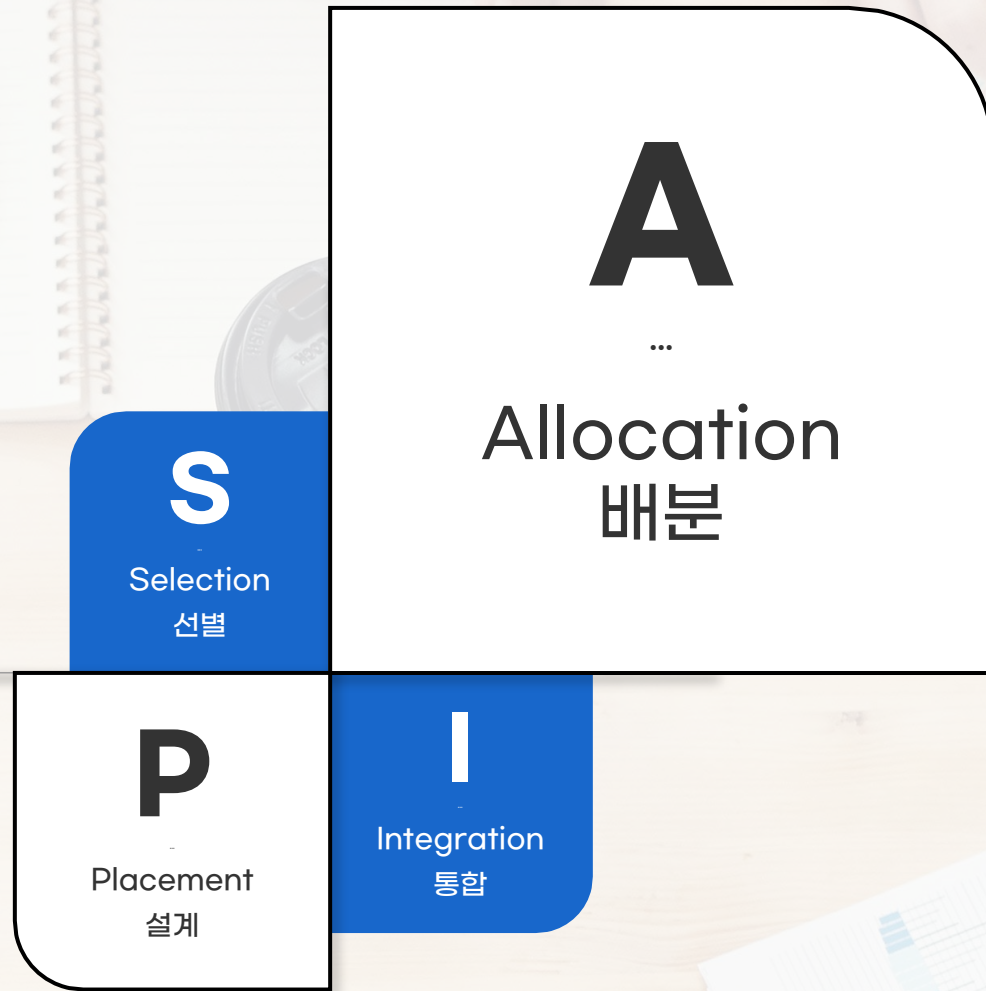 A
...
Allocation
배분
S
-
Selection
선별
P
-
Placement
설계
I
-
Integration
통합